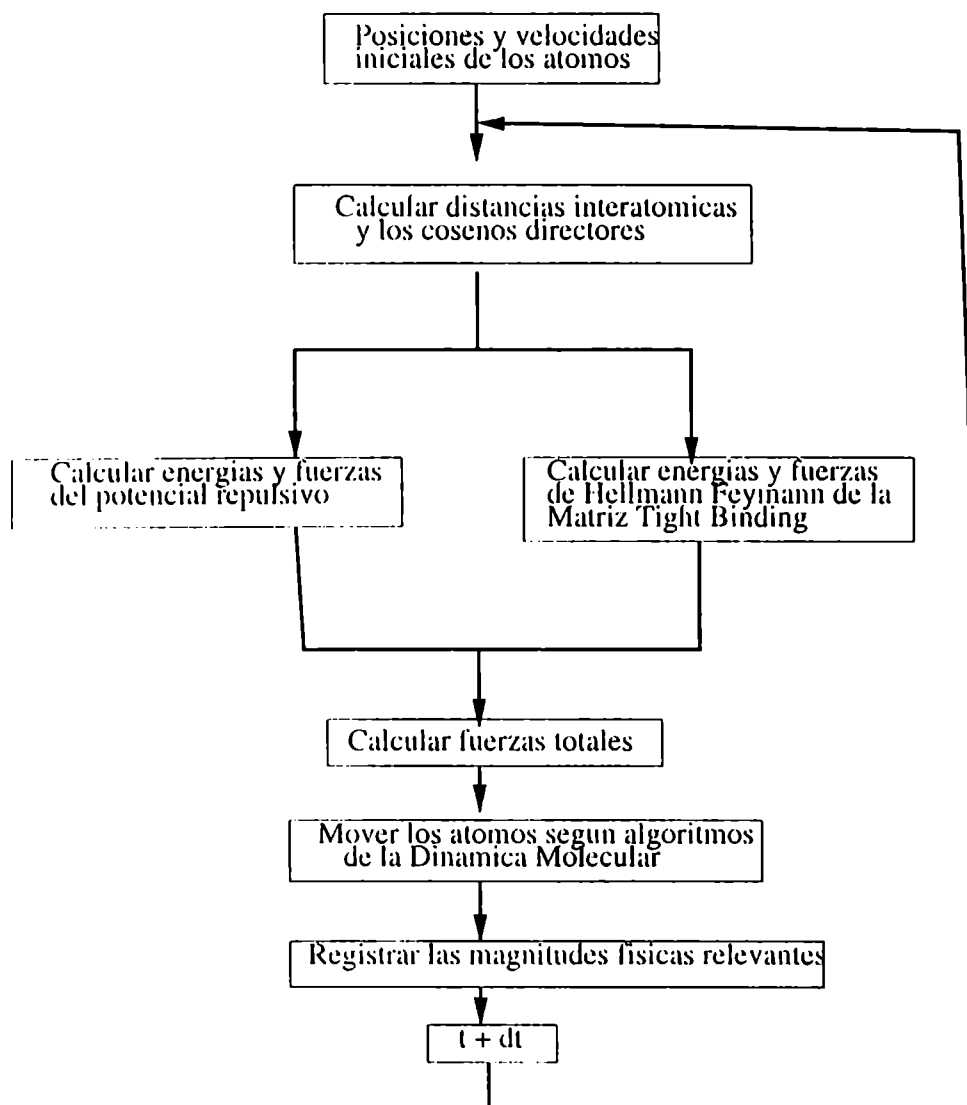 Posiciones y velocidades
iniciales de los atomos
Calcular distancias interatomicas
y los cosenos directores
Calcular energias y fuerzas
del potencial repulsivo
Calcular energias y fuerzas
de Hellmann Feymann de la
Matriz Tight Binding
Calcular fuerzas totales
Mover los atomos segun algoritmos
de la Dinamica Molecular
Registrar las magnitudes fisicas relevantes
t + dt